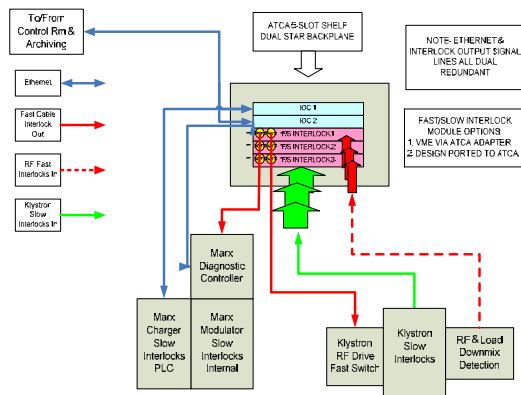 To/From
Control Rm &
Archiving
ATCA 5-SLOT SHELF
DUAL STAR BACKPLANE
NOTE- ETHERNET &
INTERLOCK OUTPUT SIGNAL
LINES ALL DUAL
REDUNDANT
Ethernet
Fast Cable
Interlock
Out
RF Fast
Interlocks In
Klystron
Slow
Interlocks In
IOC 1
IOC 2
F/S INTERLOCK1
F/S INTERLOCK2
F/S INTERLOCK3
FAST/SLOW INTERLOCK
MODULE OPTIONS:
1. VME VIA ATCA ADAPTER
2. DESIGN PORTED TO ATCA
Marx
Diagnostic
Controller
Marx
Charger
Slow
Interlocks
PLC
Marx
Modulator
Slow
Interlocks
Internal
Klystron
RF Drive
Fast Switch
Klystron
Slow
Interlocks
RF & Load
Downmix
Detection